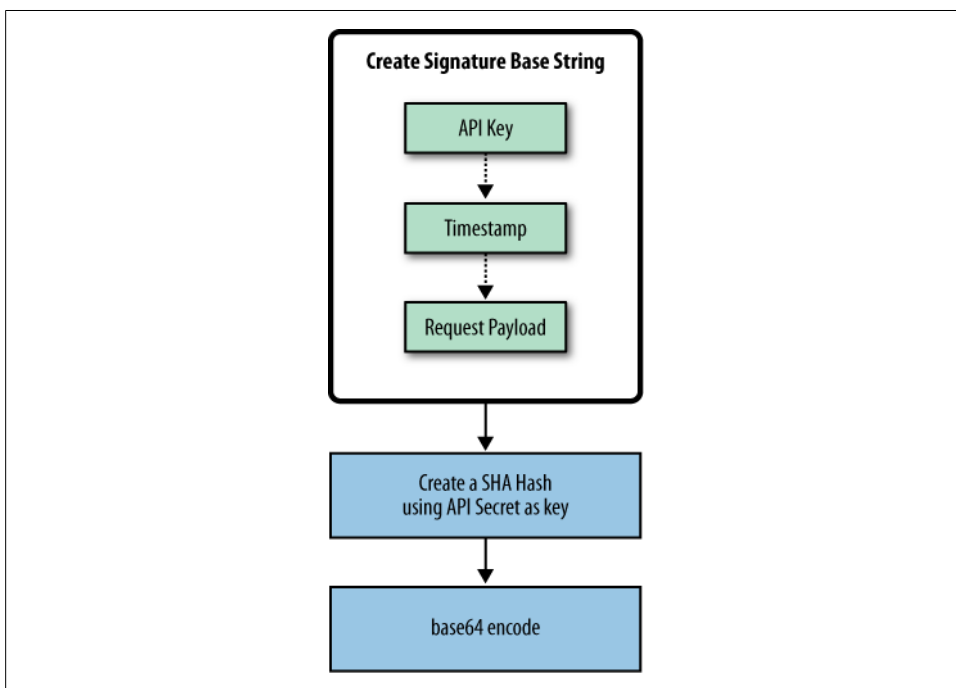 Create Signature Base String
API Key
Timestamp
Request Payload
Create a SHA Hash
using API Secret as key
base64 encode